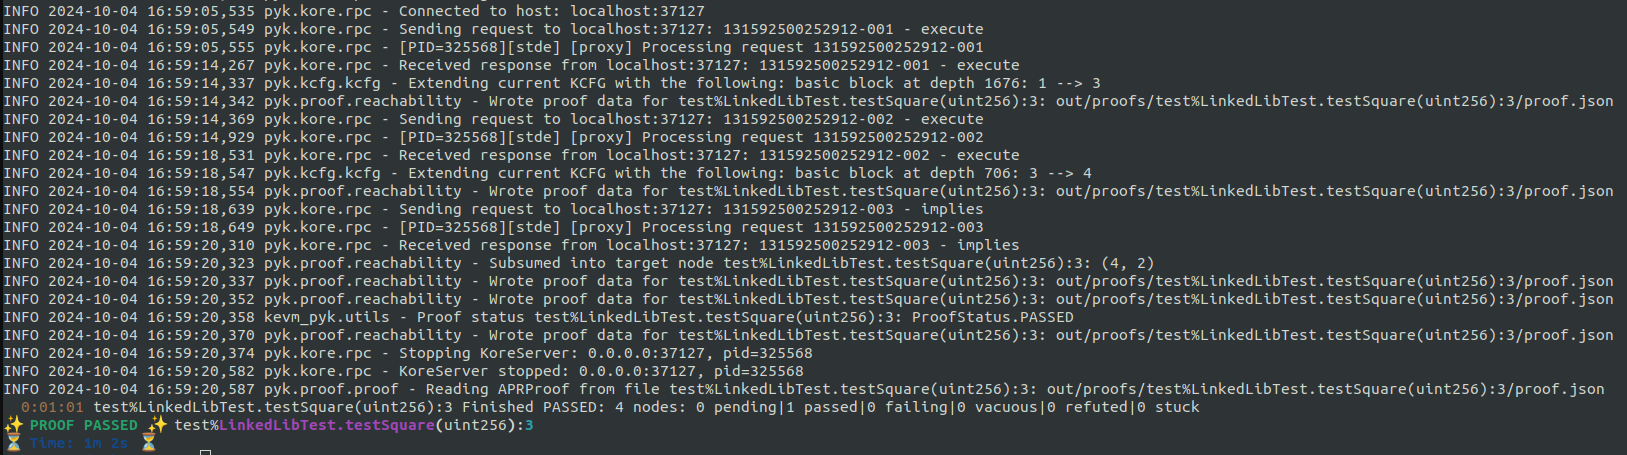 INFO 2024-10-04 16:59:05,535 pyk.kore.rpc - Connected to host: localhost:37127
INFO 2024-10-04 16:59:05,549 pyk.kore.rpc - Sending request to localhost:37127: 131592500252912-001 - execute
INFO 2024-10-04 16:59:05,555 pyk.kore.rpc - [PID=325568][stde] [proxy] Processing request 131592500252912-001
INFO 2024-10-04 16:59:14,267 pyk.kore.rpc - Received response from localhost:37127: 131592500252912-001 - execute
INFO 2024-10-04 16:59:14,337 pyk.kcfg.kcfg - Extending current KCFG with the following: basic block at depth 1676: 1 --> 3
INFO 2024-10-04 16:59:14,342 pyk.proof.reachability - Wrote proof data for test%LinkedLibTest.testSquare(uint256):3: out/proofs/test%LinkedLibTest.testSquare(uint256):3/proof.json
INFO 2024-10-04 16:59:14,369 pyk.kore.rpc - Sending request to localhost:37127: 131592500252912-002 - execute
INFO 2024-10-04 16:59:14,929 pyk.kore.rpc - [PID=325568][stde] [proxy] Processing request 131592500252912-002
INFO 2024-10-04 16:59:18,531 pyk.kore.rpc - Received response from localhost:37127: 131592500252912-002 - execute
INFO 2024-10-04 16:59:18,547 pyk.kcfg.kcfg - Extending current KCFG with the following: basic block at depth 706: 3 --> 4
INFO 2024-10-04 16:59:18,554 pyk.proof.reachability - Wrote proof data for test%LinkedLibTest.testSquare(uint256):3: out/proofs/test%LinkedLibTest.testSquare(uint256):3/proof.json
INFO 2024-10-04 16:59:18,639 pyk.kore.rpc - Sending request to localhost:37127: 131592500252912-003 - implies
INFO 2024-10-04 16:59:18,649 pyk.kore.rpc - [PID=325568][stde] [proxy] Processing request 131592500252912-003
INFO 2024-10-04 16:59:20,310 pyk.kore.rpc - Received response from localhost:37127: 131592500252912-003 - implies
INFO 2024-10-04 16:59:20,323 pyk.proof.reachability - Subsumed into target node test%LinkedLibTest.testSquare(uint256):3: (4, 2)
INFO 2024-10-04 16:59:20,337 pyk.proof.reachability - Wrote proof data for test%LinkedLibTest.testSquare(uint256):3: out/proofs/test%LinkedLibTest.testSquare(uint256):3/proof.json
INFO 2024-10-04 16:59:20,352 pyk.proof.reachability - Wrote proof data for test%LinkedLibTest.testSquare(uint256):3: out/proofs/test%LinkedLibTest.testSquare(uint256):3/proof.json
INFO 2024-10-04 16:59:20,358 kevm_pyk.utils - Proof status test%LinkedLibTest.testSquare(uint256):3: ProofStatus.PASSED
INFO 2024-10-04 16:59:20,370 pyk.proof.reachability - Wrote proof data for test%LinkedLibTest.testSquare(uint256):3: out/proofs/test%LinkedLibTest.testSquare(uint256):3/proof.json
INFO 2024-10-04 16:59:20,374 pyk.kore.rpc - Stopping KoreServer: 0.0.0.0:37127, pid=325568
INFO 2024-10-04 16:59:20,582 pyk.kore.rpc - KoreServer stopped: 0.0.0.0:37127, pid=325568
INFO 2024-10-04 16:59:20,587 pyk.proof.proof - Reading APRProof from file test%LinkedLibTest.testSquare(uint256):3: out/proofs/test%LinkedLibTest.testSquare(uint256):3/proof.json
0:01:01 test%LinkedLibTest.testSquare(uint256):3 Finished PASSED: 4 nodes: 0 pending|1 passed|0 failing|0 vacuous|0 refuted|0 stuck
✨ PROOF PASSED ✨ test%LinkedLibTest.testSquare(uint256):3
⏳ Time: 1m 2s ⏳